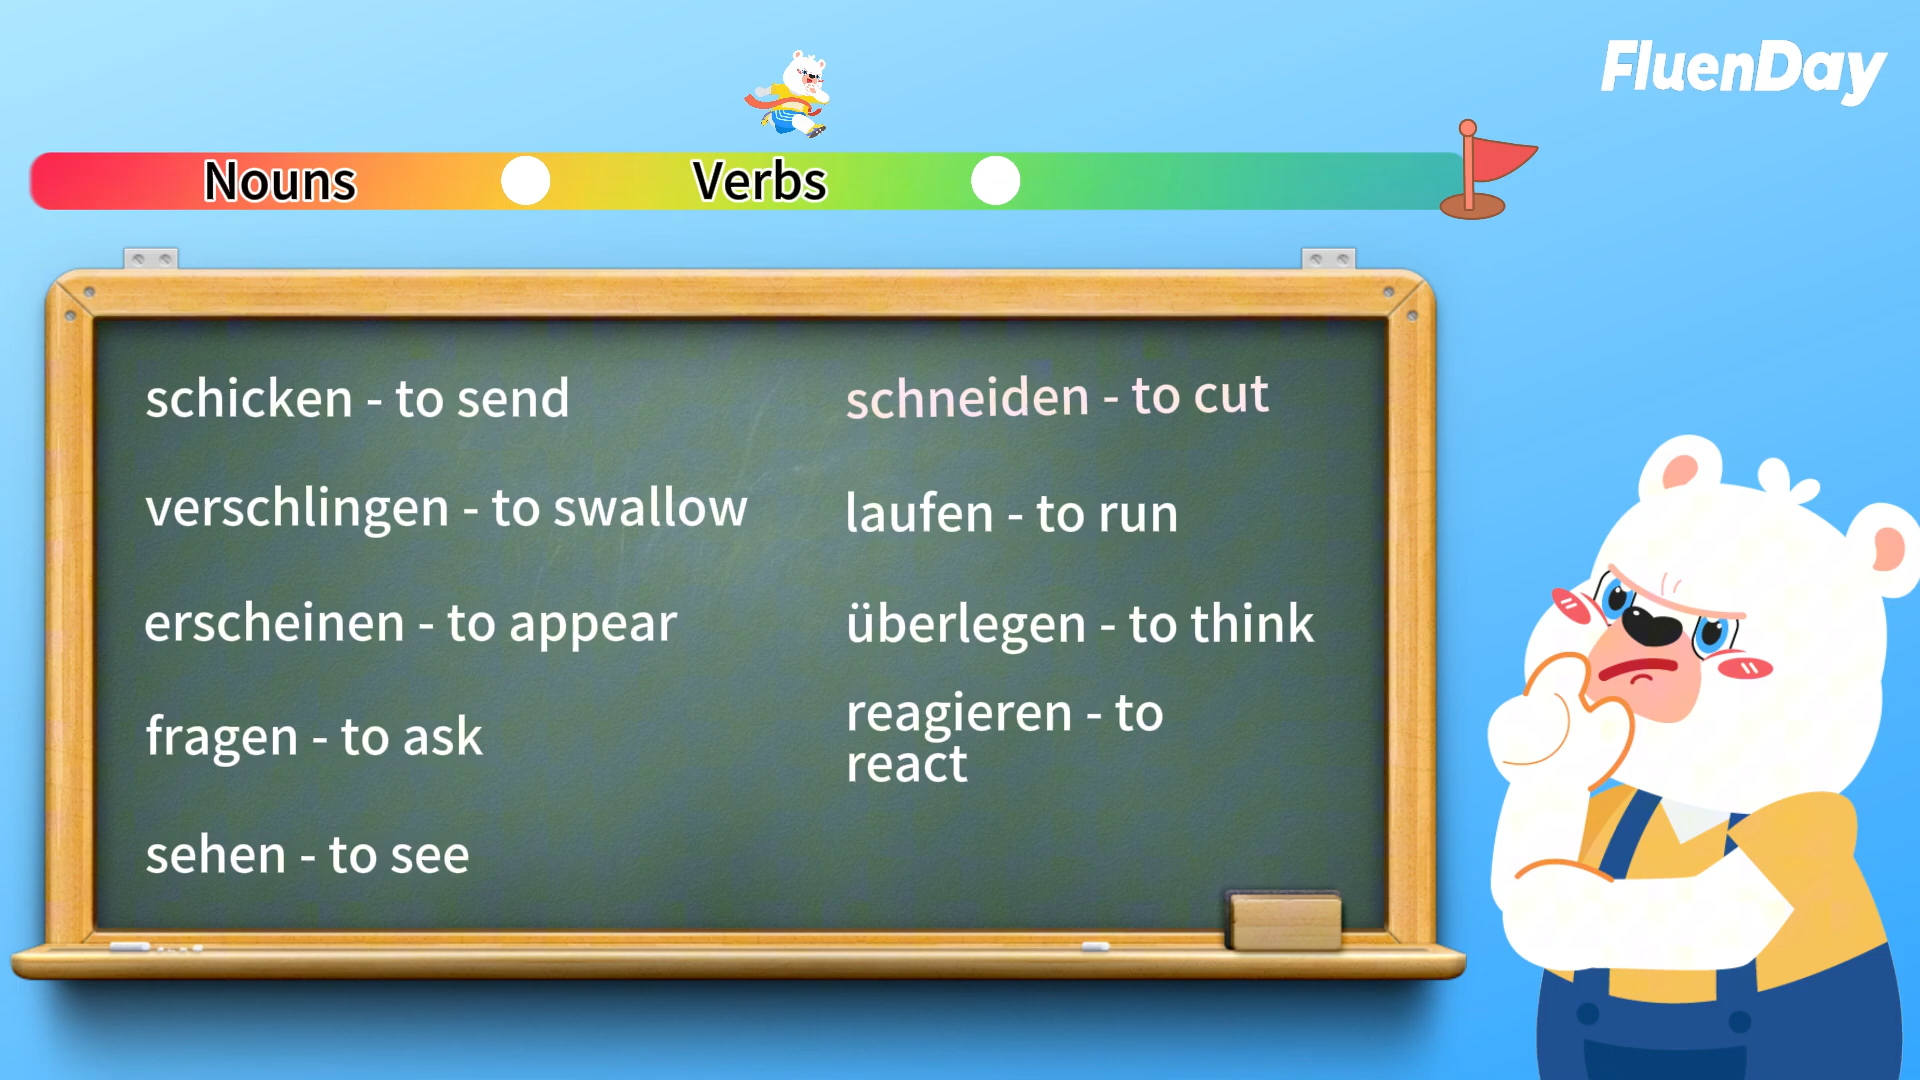 FluenDay
Nouns
Verbs
schicken - to send
verschlingen - to swallow
erscheinen - to appear
fragen - to ask
sehen - to see
schneiden - to cut
laufen - to run
überlegen - to think
reagieren - to
react